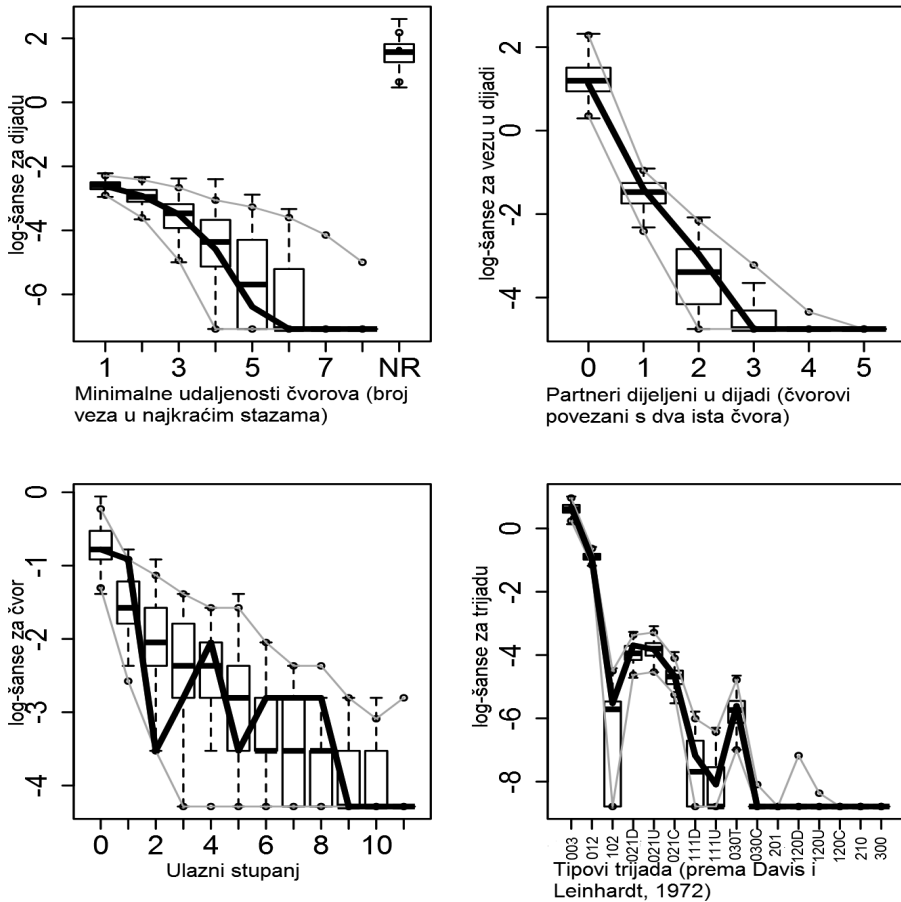 log-šanse za dijadu
2
0
-2
-4
-6
1
3
5
7
NR
Minimalne udaljenosti čvorova (broj
veza u najkraćim stazama)
log-šanse za vezu u dijadi
2
0
-2
-4
0
1
2
3
4
5
Partneri dijeljeni u dijadi (čvorovi
povezani s dva ista čvora)
log-šanse za čvor
0
-1
-2
-3
-4
0
2
4
6
8
10
Ulazni stupanj
log-šanse za trijadu
0
-2
-4
-6
-8
003
012
102
021D
021U
021C
111D
111U
030T
030C
201
120D
120U
120C
210
300
Tipovi trijada (prema Davis i
Leinhardt, 1972)